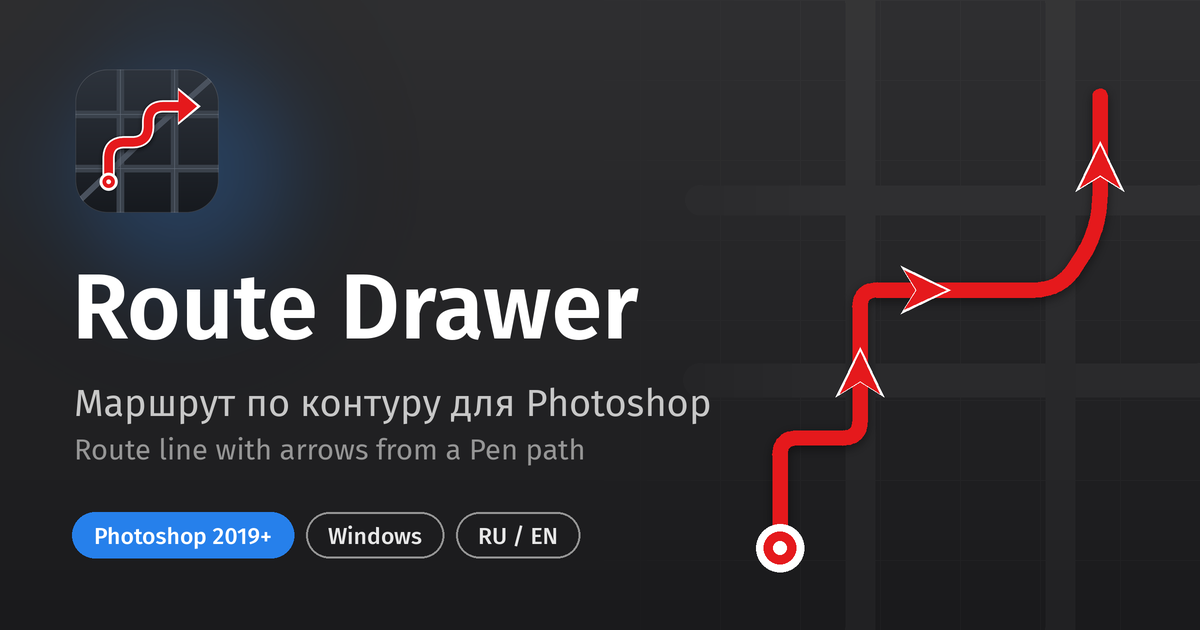 Route Drawer
Маршрут по контуру для Photoshop
Route line with arrows from a Pen path
Photoshop 2019+
Windows
RU / EN